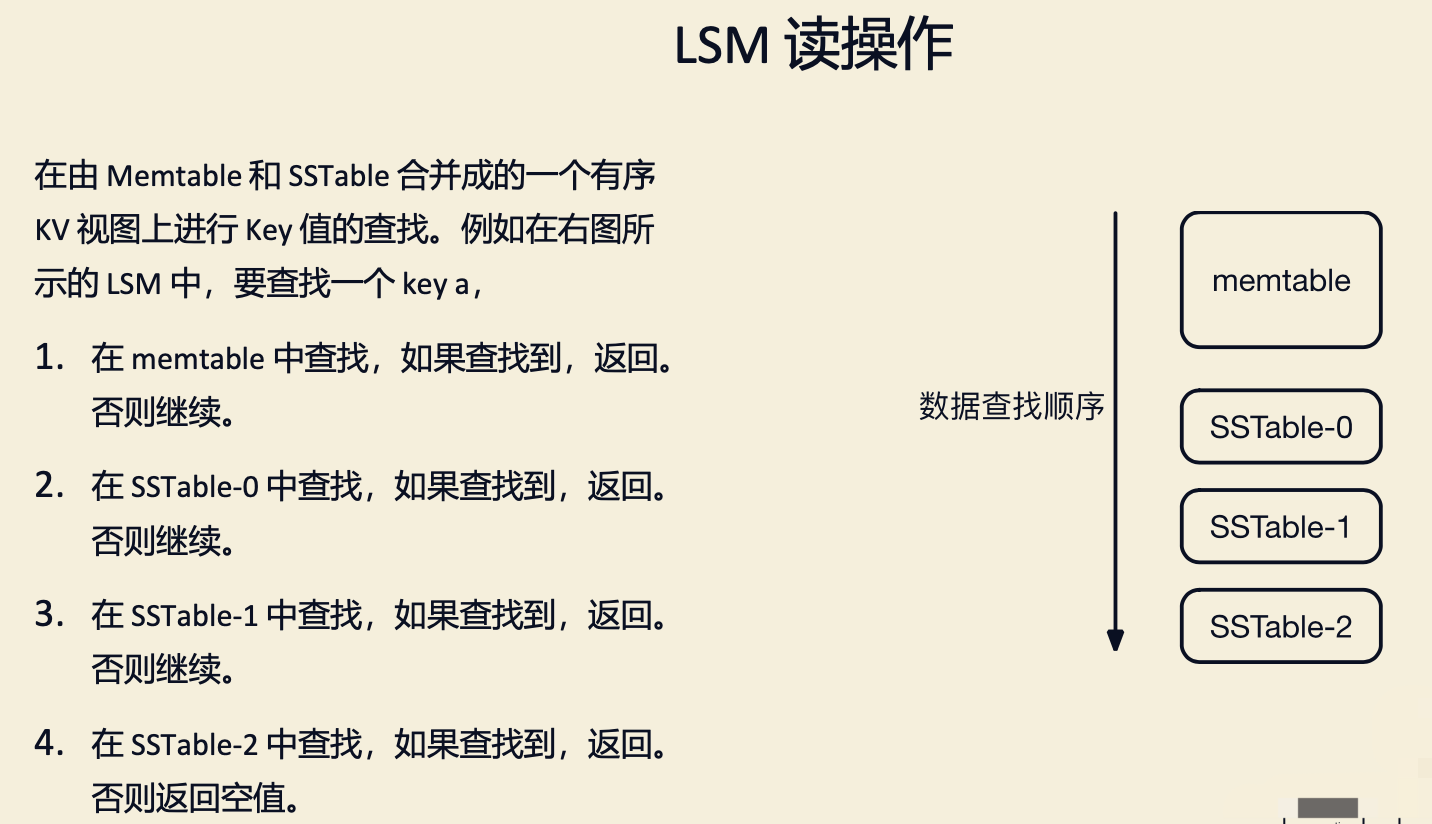 LSM 读操作
在由 Memtable 和 SSTable 合并成的一个有序
KV 视图上进行 Key 值的查找。例如在右图所
示的 LSM 中，要查找一个 key a，
1. 在 memtable 中查找，如果查找到，返回。
否则继续。
2. 在 SSTable-0 中查找，如果查找到，返回。
否则继续。
3. 在 SSTable-1 中查找，如果查找到，返回。
否则继续。
4. 在 SSTable-2 中查找，如果查找到，返回。
否则返回空值。
数据查找顺序
memtable
SSTable-0
SSTable-1
SSTable-2